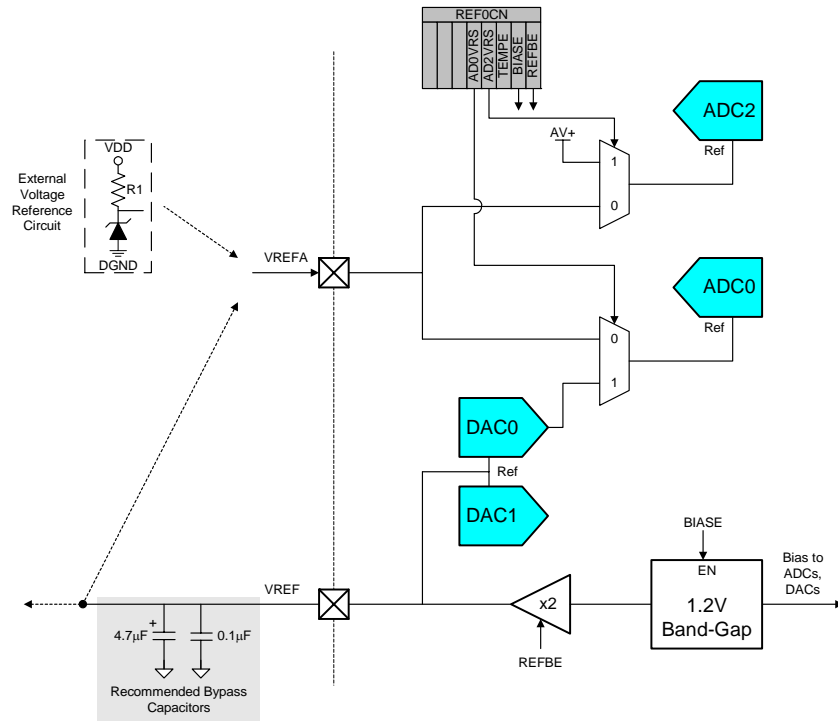 REF0CN
AD0VRS
AD2VRS
TEMPE
BIASE
REFBE
ADC2
Ref
AV+
1
0
External
Voltage
Reference
Circuit
VDD
R1
DGND
VREFA
ADC0
Ref
0
1
DAC0
Ref
DAC1
BIASE
EN
1.2V
Band-Gap
Bias to
ADCs,
DACs
x2
REFBE
VREF
+
4.7μF
0.1μF
Recommended Bypass
Capacitors